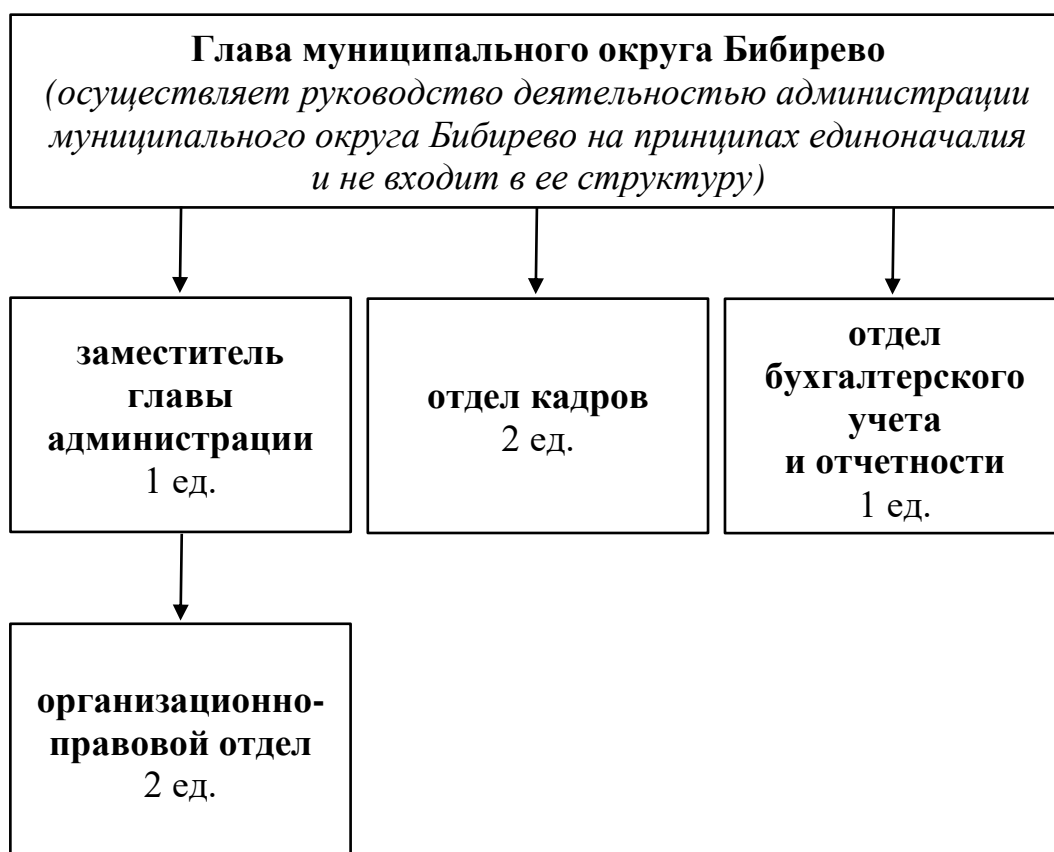 Глава муниципального округа Бибирево
(осуществляет руководство деятельностью администрации
муниципального округа Бибирево на принципах единоначалия
и не входит в ее структуру)
заместитель
главы
администрации
1 ед.
отдел кадров
2 ед.
отдел
бухгалтерского
учета
и отчетности
1 ед.
организационно-
правовой отдел
2 ед.